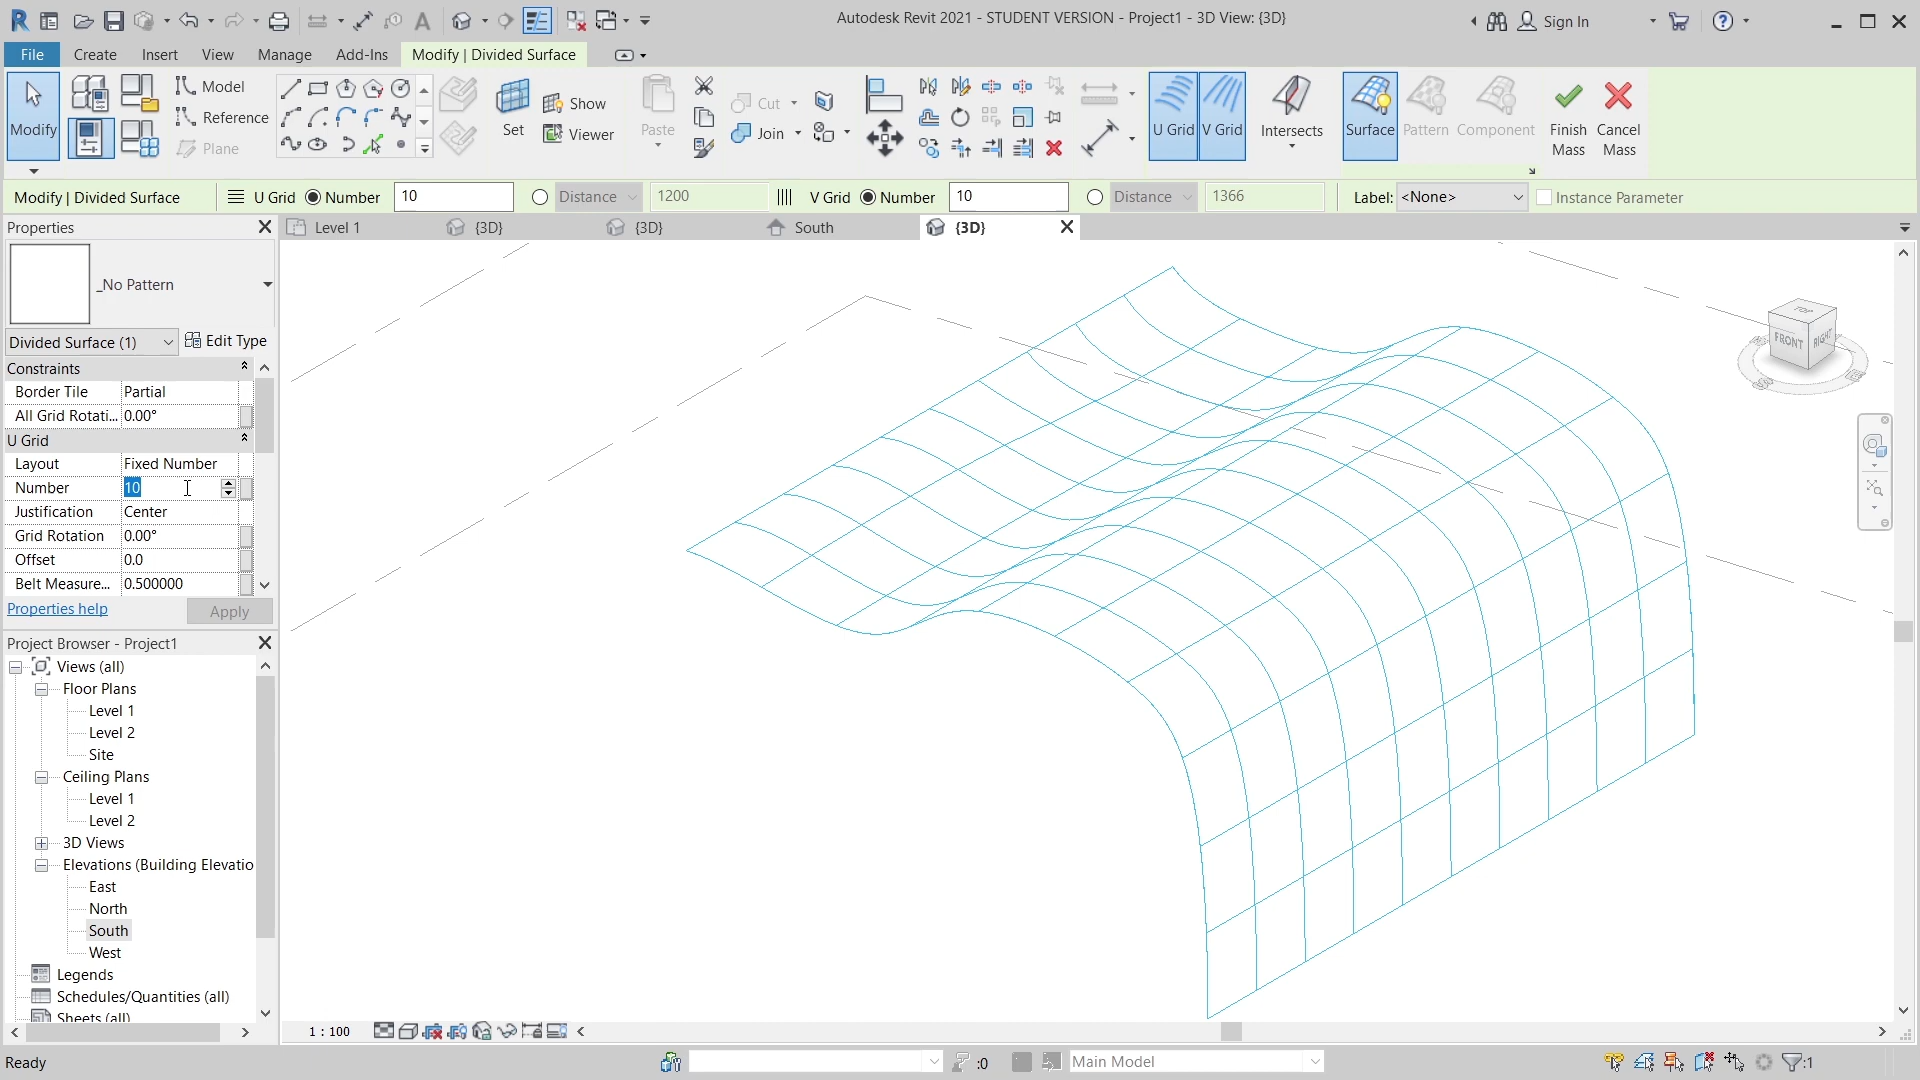 Autodesk Revit 2021 - STUDENT VERSION - Project1 - 3D View: {3D}
Sign In
File
Create
Insert
View
Manage
Add-Ins
Modify | Divided Surface
Modify
Model
Reference
Plane
Set
Show
Viewer
Paste
Cut
Join
U Grid
V Grid
Intersects
Surface
Pattern
Component
Finish
Mass
Cancel
Mass
Modify | Divided Surface
U Grid
Number
10
Distance
1200
V Grid
Number
10
Distance
1366
Label:
<None>
Instance Parameter
Properties
Level 1
{3D}
{3D}
South
{3D}
_No Pattern
Divided Surface (1)
Edit Type
Constraints
Border Tile Partial
All Grid Rotati... 0.00°
U Grid
Layout Fixed Number
Number 10
Justification Center
Grid Rotation 0.00°
Offset 0.0
Belt Measure... 0.500000
Properties help
Apply
TOP
FRONT
RIGHT
Project Browser - Project1
Views (all)
Floor Plans
Level 1
Level 2
Site
Ceiling Plans
Level 1
Level 2
3D Views
Elevations (Building Elevatio
East
North
South
West
Legends
Schedules/Quantities (all)
Sheets (all)
1 : 100
Ready
:0
Main Model
:1